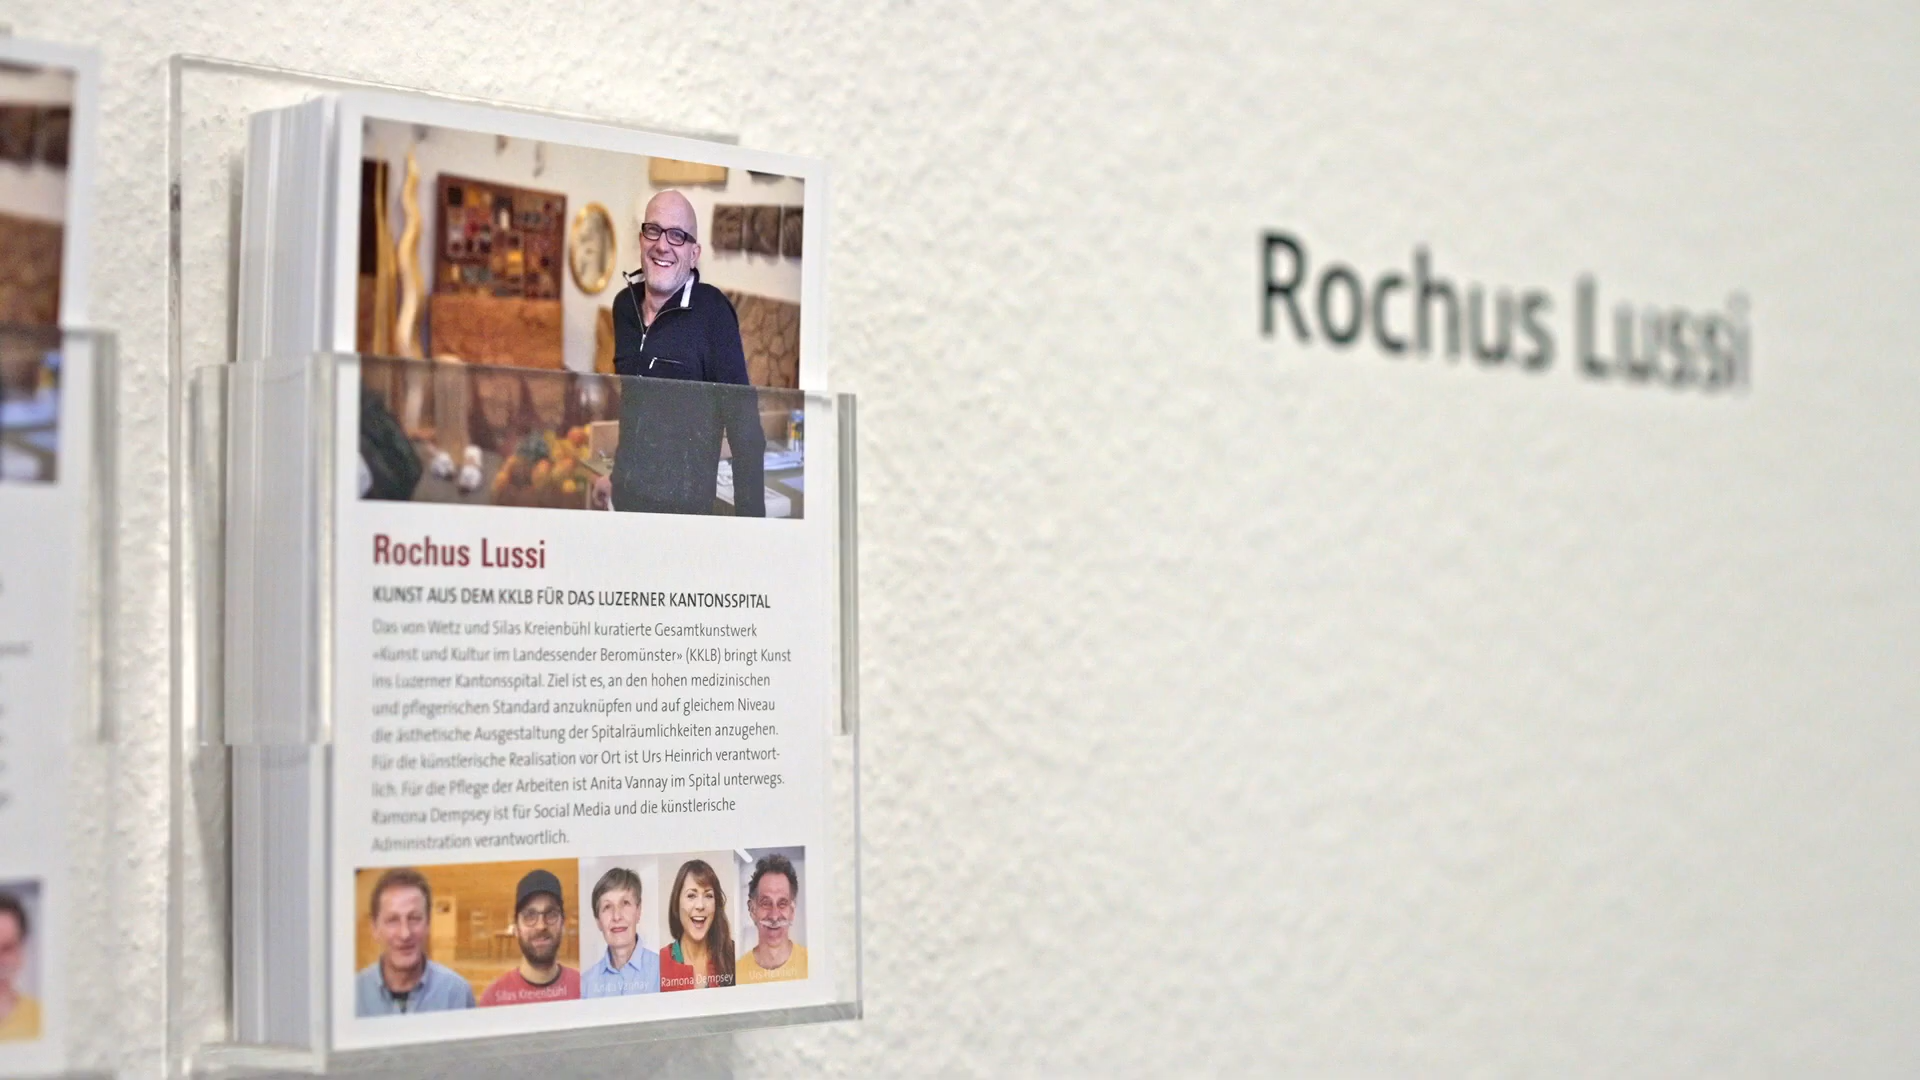 Rochus Lussi
Rochus Lussi
KUNST AUS DEM KKLB FÜR DAS LUZERNER KANTONSSPITAL
Das von Wetz und Silas Kreienbühl kuratierte Gesamtkunstwerk
«Kunst und Kultur im Landessender Beromünster» (KKLB) bringt Kunst
ins Luzerner Kantonsspital. Ziel ist es, an den hohen medizinischen
und pflegerischen Standard anzuknüpfen und auf gleichem Niveau
die ästhetische Ausgestaltung der Spitalräumlichkeiten anzugehen.
Für die künstlerische Realisation vor Ort ist Urs Heinrich verantwort-
lich. Für die Pflege der Arbeiten ist Anita Vannay im Spital unterwegs.
Ramona Dempsey ist für Social Media und die künstlerische
Administration verantwortlich.
Silas Kreienbühl
Anita Vannay
Ramona Dempsey
Urs Heinrich